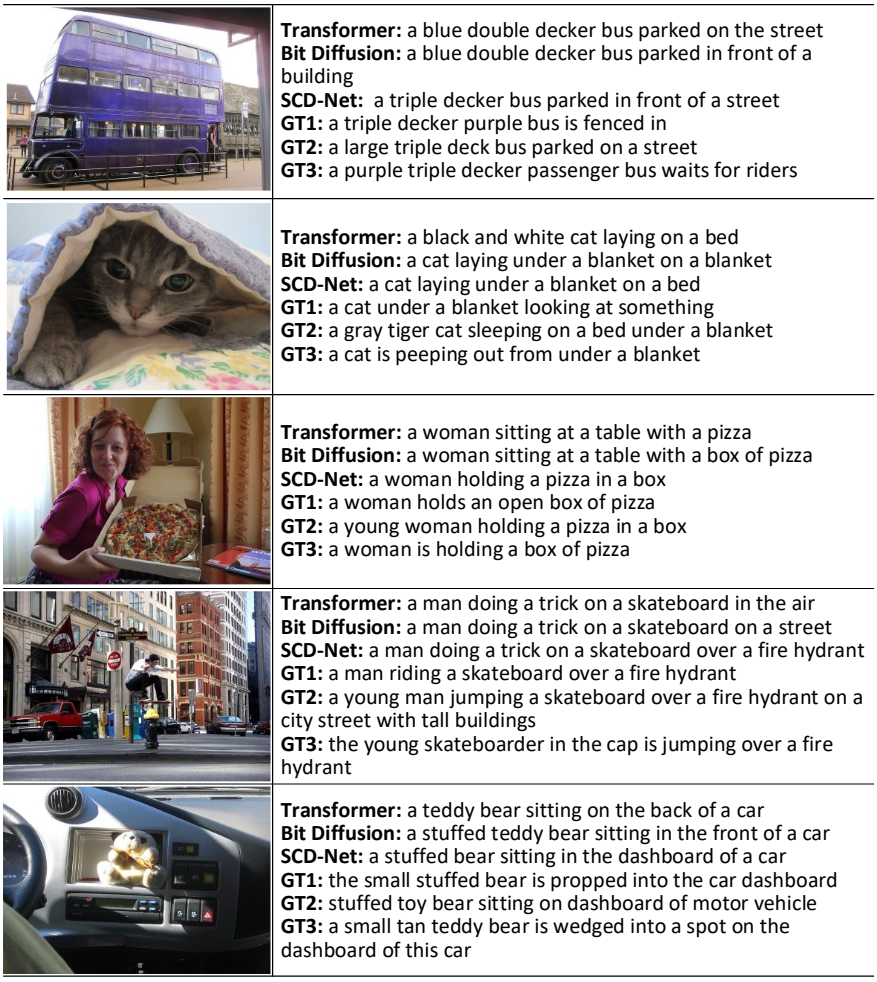 Transformer: a blue double decker bus parked on the street
Bit Diffusion: a blue double decker bus parked in front of a
building
SCD-Net: a triple decker bus parked in front of a street
GT1: a triple decker purple bus is fenced in
GT2: a large triple deck bus parked on a street
GT3: a purple triple decker passenger bus waits for riders
Transformer: a black and white cat laying on a bed
Bit Diffusion: a cat laying under a blanket on a blanket
SCD-Net: a cat laying under a blanket on a bed
GT1: a cat under a blanket looking at something
GT2: a gray tiger cat sleeping on a bed under a blanket
GT3: a cat is peeping out from under a blanket
Transformer: a woman sitting at a table with a pizza
Bit Diffusion: a woman sitting at a table with a box of pizza
SCD-Net: a woman holding a pizza in a box
GT1: a woman holds an open box of pizza
GT2: a young woman holding a pizza in a box
GT3: a woman is holding a box of pizza
Transformer: a man doing a trick on a skateboard in the air
Bit Diffusion: a man doing a trick on a skateboard on a street
SCD-Net: a man doing a trick on a skateboard over a fire hydrant
GT1: a man riding a skateboard over a fire hydrant
GT2: a young man jumping a skateboard over a fire hydrant on a
city street with tall buildings
GT3: the young skateboarder in the cap is jumping over a fire
hydrant
Transformer: a teddy bear sitting on the back of a car
Bit Diffusion: a stuffed teddy bear sitting in the front of a car
SCD-Net: a stuffed bear sitting in the dashboard of a car
GT1: the small stuffed bear is propped into the car dashboard
GT2: stuffed toy bear sitting on dashboard of motor vehicle
GT3: a small tan teddy bear is wedged into a spot on the
dashboard of this car